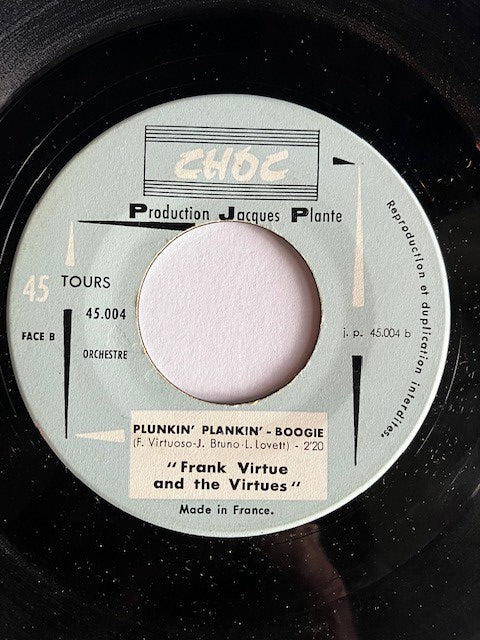 CHOC
Production Jacques Plante
45 TOURS
45.004
FACE B
ORCHESTRE
j. p. 45.004 b
Reproduction et duplication interdites.
PLUNKIN' PLANKIN' - BOOGIE
(F. Virtuoso-J. Bruno-L. Lovett) - 2'20
"Frank Virtue
and the Virtues"
Made in France.